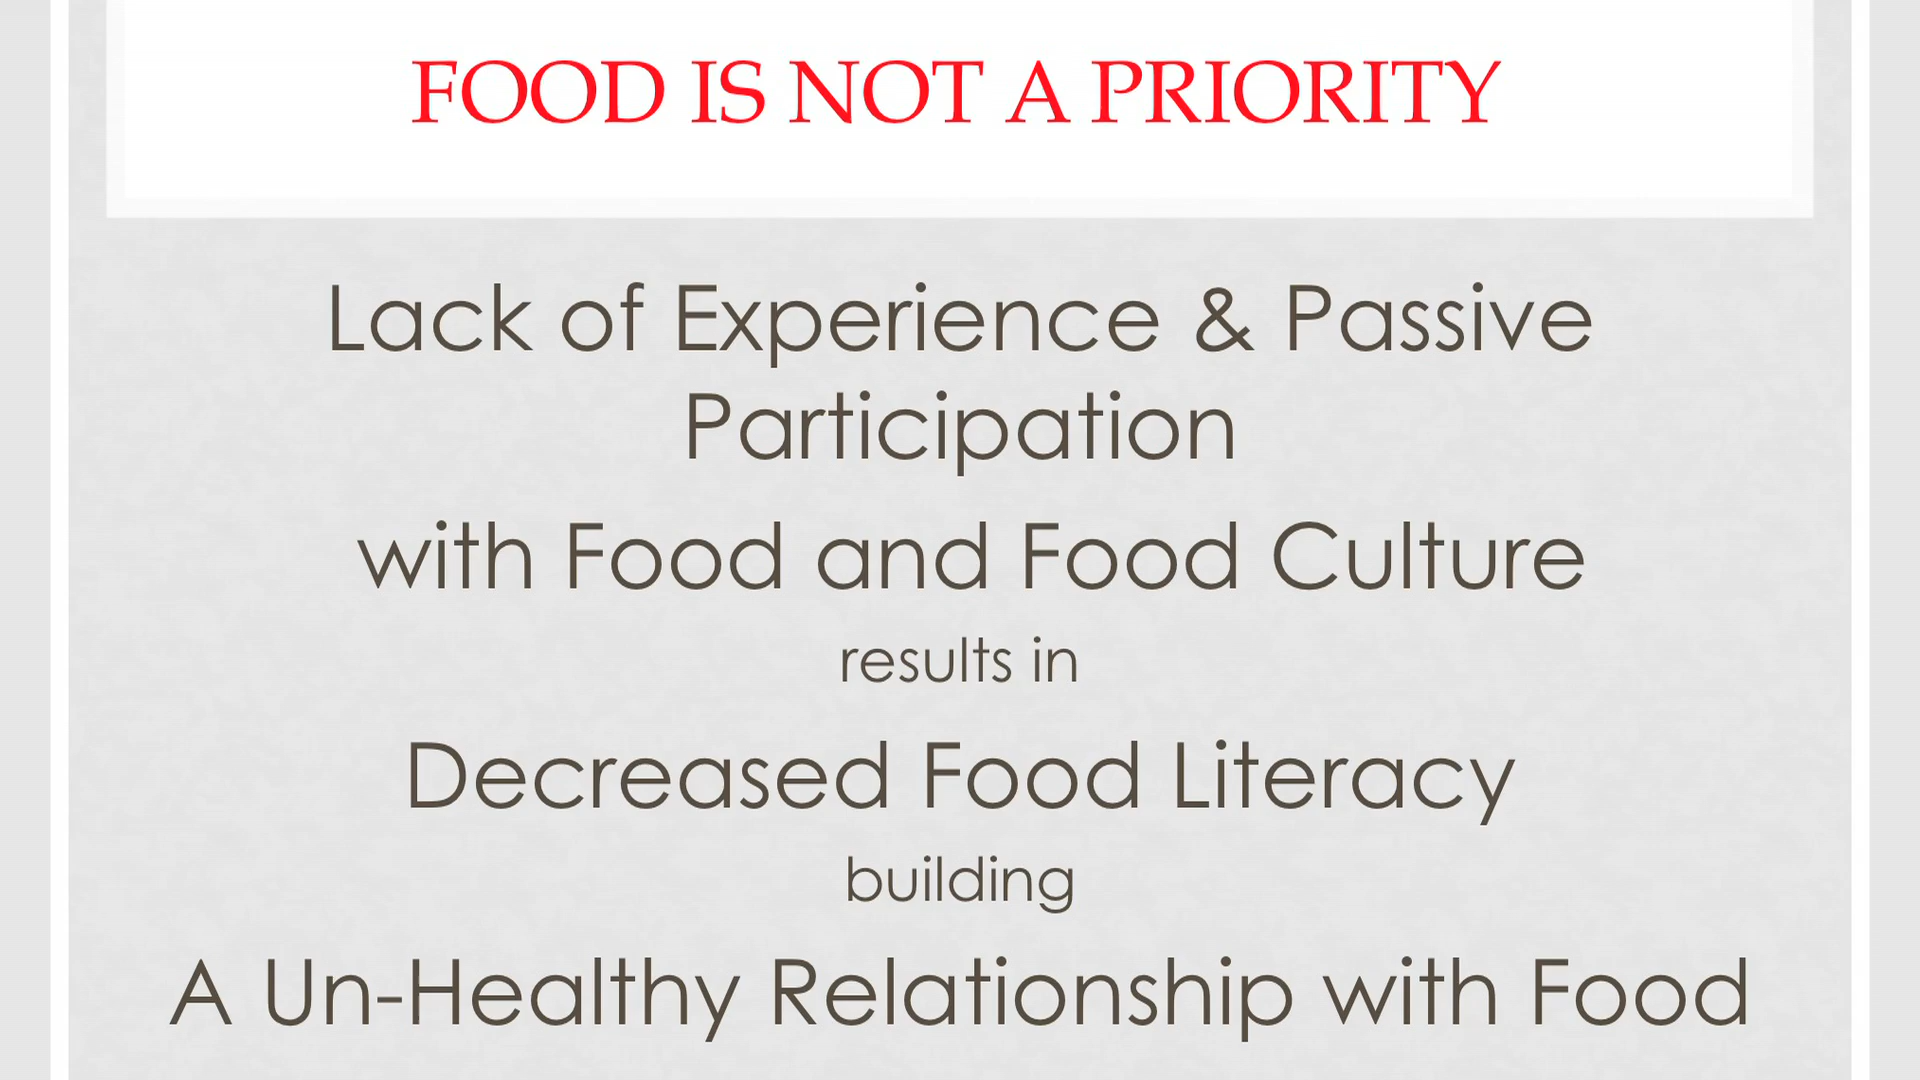 FOOD IS NOT A PRIORITY
Lack of Experience & Passive
Participation
with Food and Food Culture
results in
Decreased Food Literacy
building
A Un-Healthy Relationship with Food